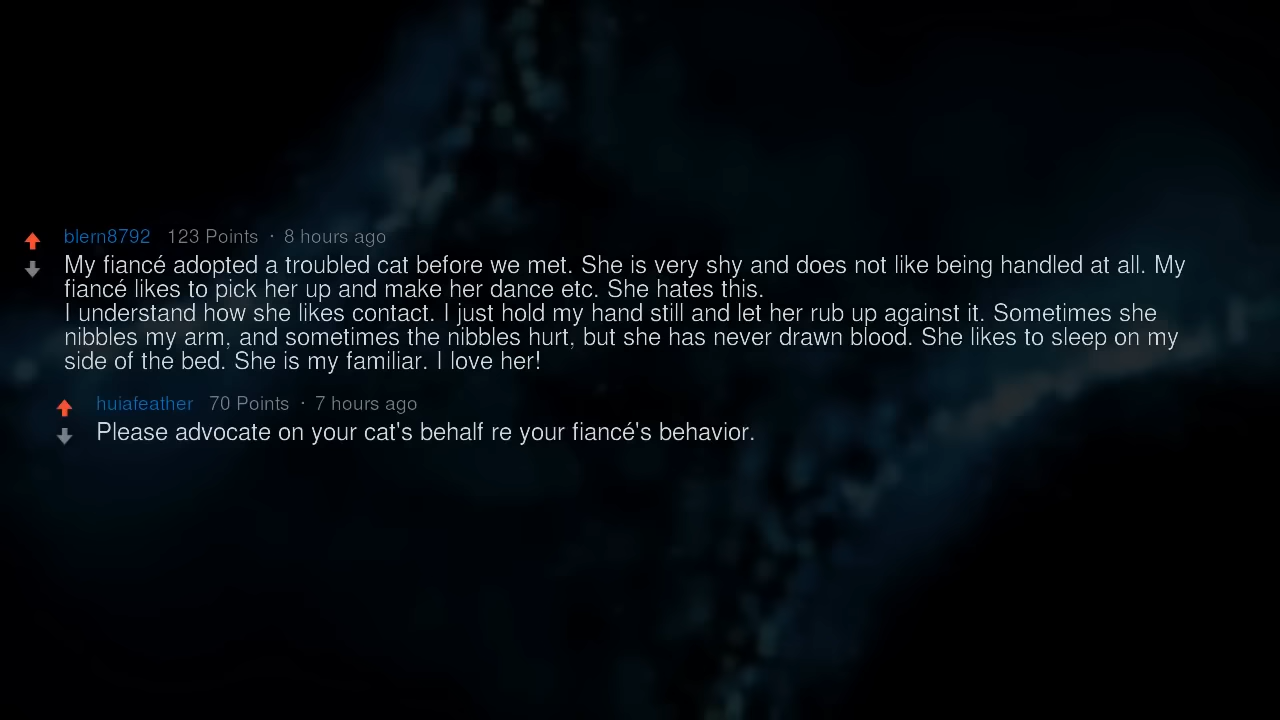 blern8792 123 Points · 8 hours ago
My fiancé adopted a troubled cat before we met. She is very shy and does not like being handled at all. My
fiancé likes to pick her up and make her dance etc. She hates this.
I understand how she likes contact. I just hold my hand still and let her rub up against it. Sometimes she
nibbles my arm, and sometimes the nibbles hurt, but she has never drawn blood. She likes to sleep on my
side of the bed. She is my familiar. I love her!
huiafeather 70 Points · 7 hours ago
Please advocate on your cat's behalf re your fiancé's behavior.